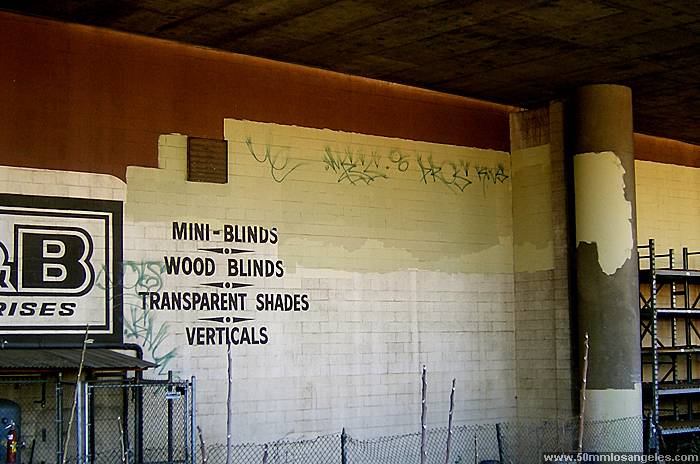 MINI-BLINDS
WOOD BLINDS
TRANSPARENT SHADES
VERTICALS
&B
RISES
www.50mmlosangeles.com